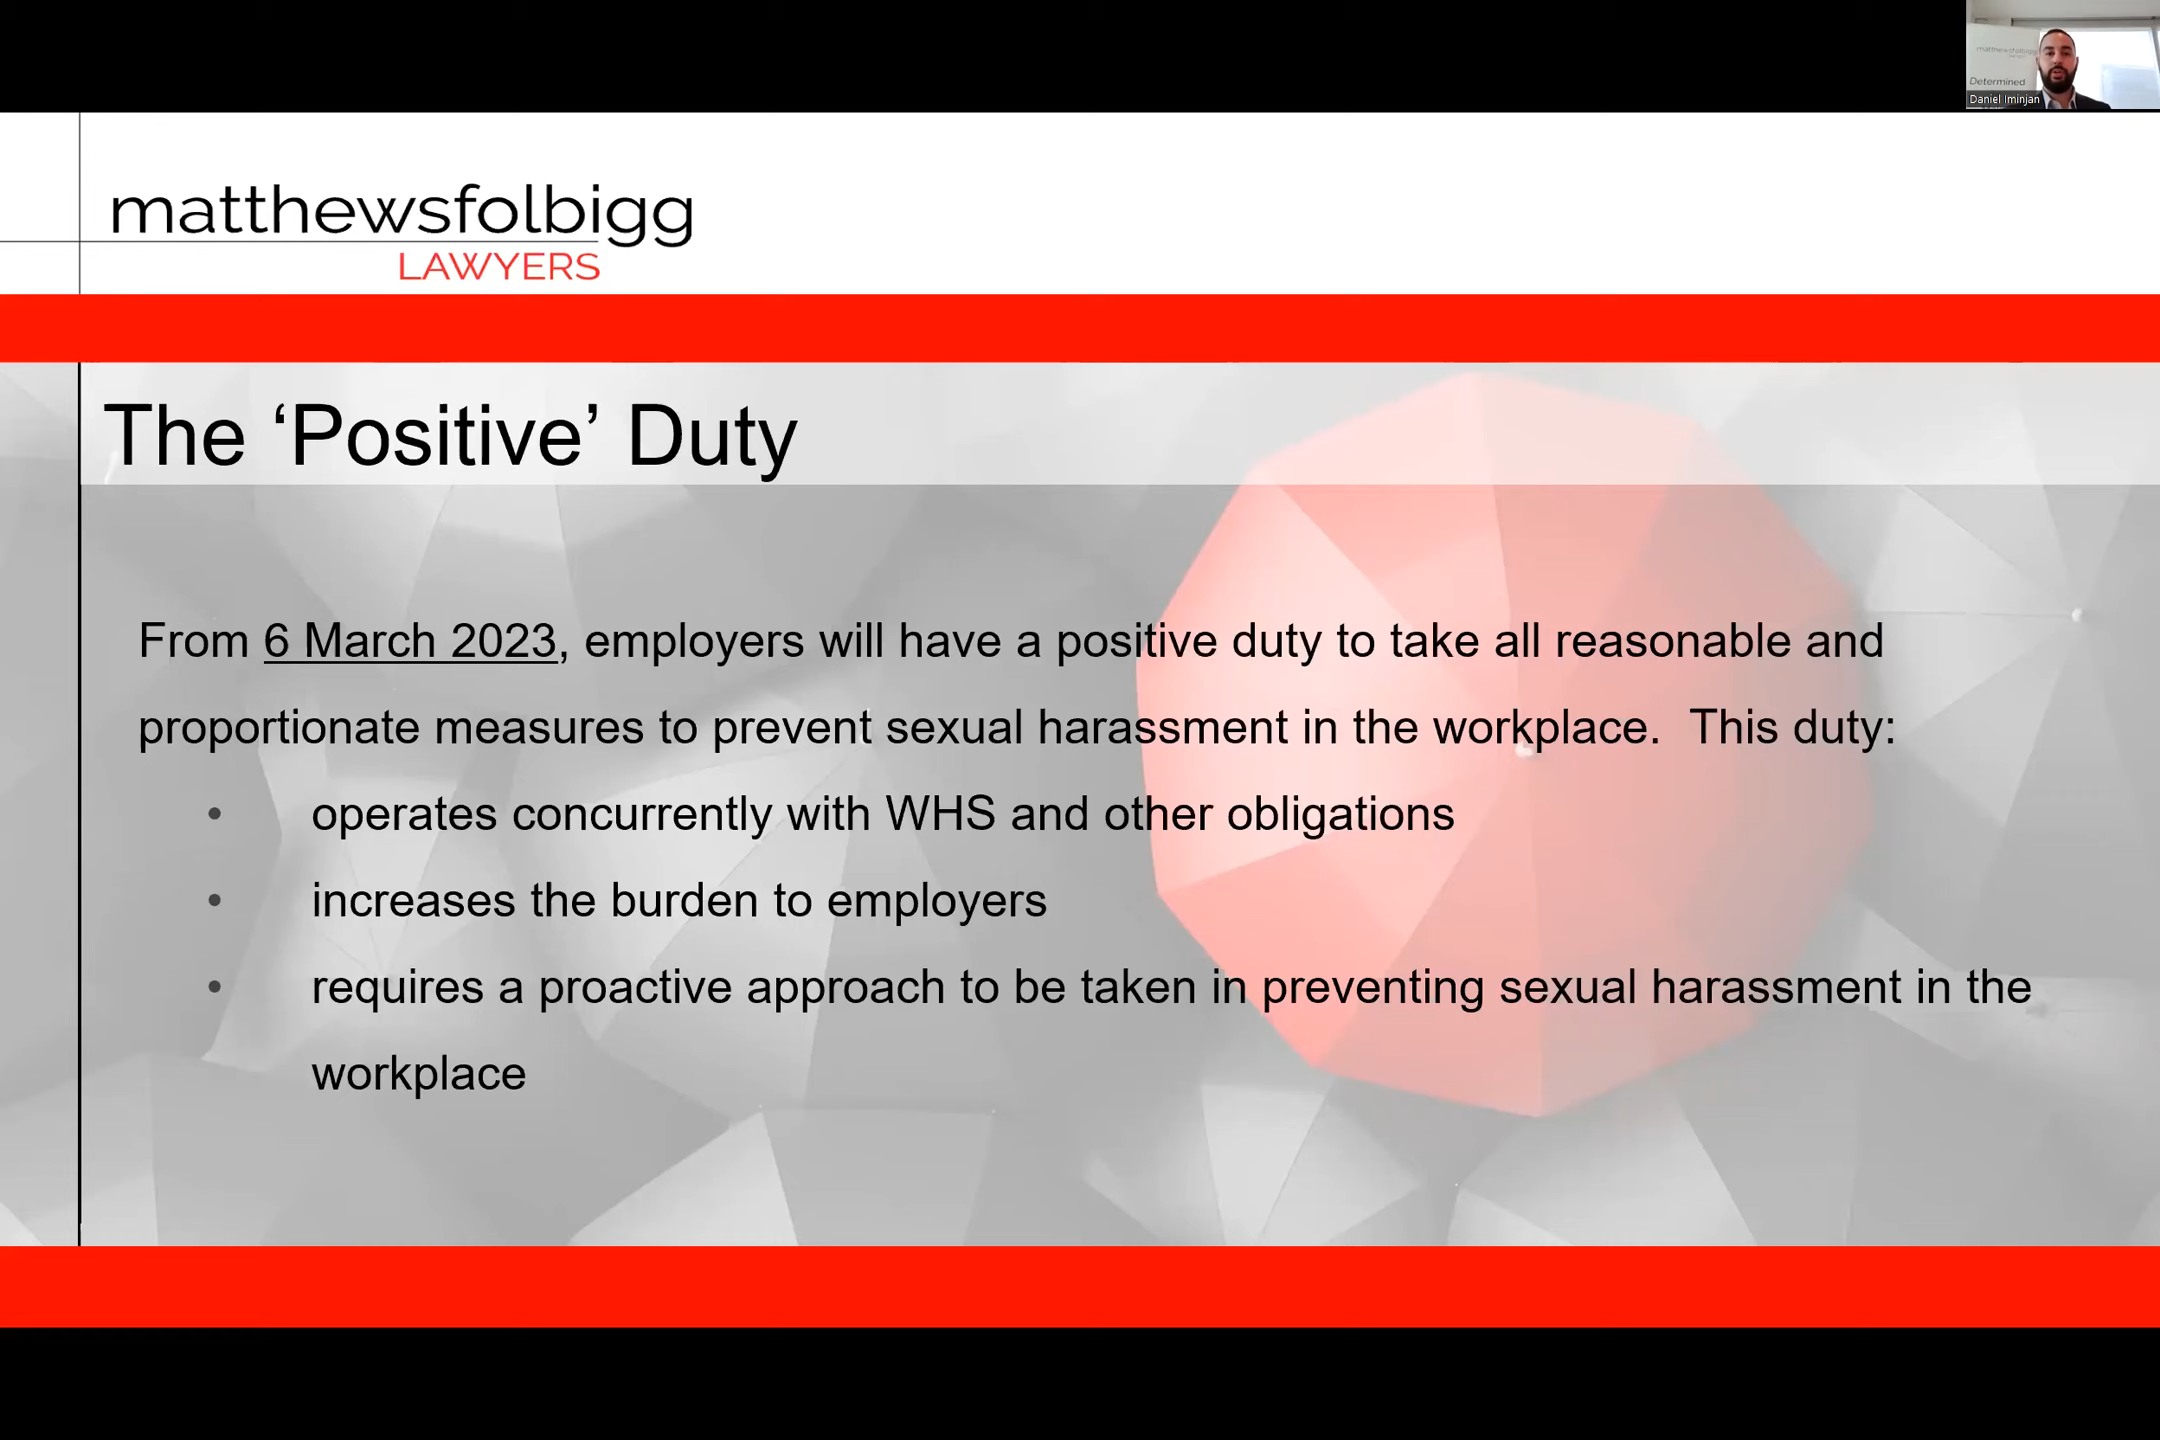 matthewsfolbigg
Determined
Daniel Iminjan
matthewsfolbigg
LAWYERS
The ‘Positive’ Duty
From 6 March 2023, employers will have a positive duty to take all reasonable and
proportionate measures to prevent sexual harassment in the workplace.  This duty:
• operates concurrently with WHS and other obligations
• increases the burden to employers
• requires a proactive approach to be taken in preventing sexual harassment in the
workplace